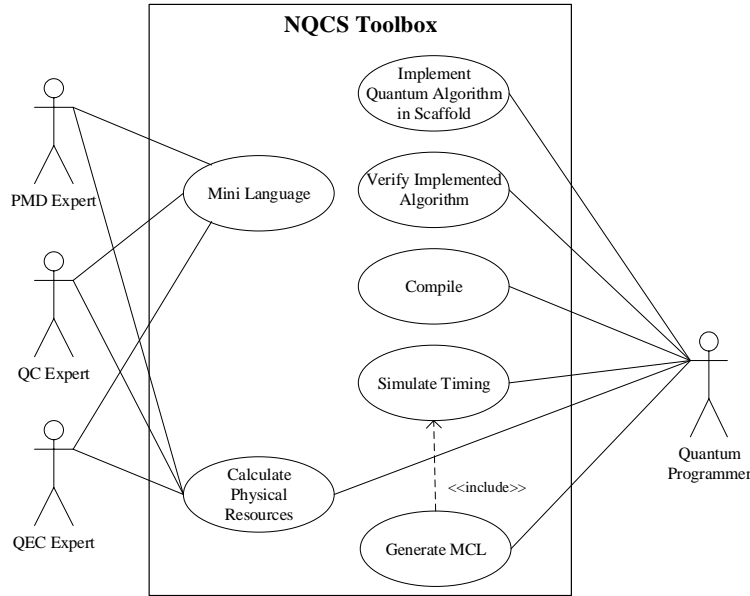 NQCS Toolbox
Implement
Quantum Algorithm
in Scaffold
PMD Expert
Mini Language
Verify Implemented
Algorithm
Compile
QC Expert
Simulate Timing
Quantum
Programmer
Calculate
Physical
Resources
<<include>>
QEC Expert
Generate MCL